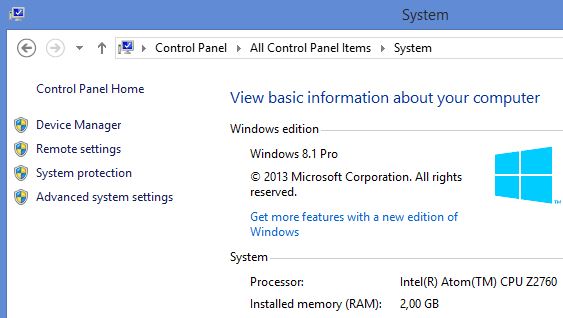 System
Control Panel All Control Panel Items System
Control Panel Home
Device Manager
Remote settings
System protection
Advanced system settings
View basic information about your computer
Windows edition
Windows 8.1 Pro
© 2013 Microsoft Corporation. All rights
reserved.
Get more features with a new edition of
Windows
TM
System
Processor: Intel(R) Atom(TM) CPU Z2760
Installed memory (RAM): 2,00 GB